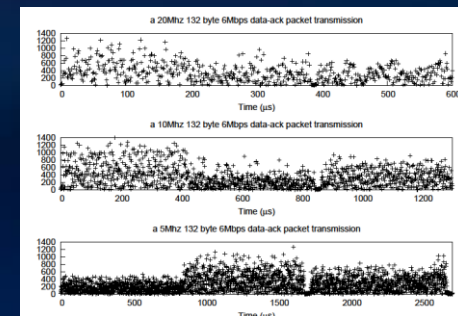 a 20Mhz 132 byte 6Mbps data-ack packet transmission
1400
1200
1000
800
600
400
200
0
0 100 200 300 400 500 600
Time (μs)
a 10Mhz 132 byte 6Mbps data-ack packet transmission
1400
1200
1000
800
600
400
200
0
0 200 400 600 800 1000 1200
Time (μs)
a 5Mhz 132 byte 6Mbps data-ack packet transmission
1400
1200
1000
800
600
400
200
0
0 500 1000 1500 2000 2500
Time (μs)